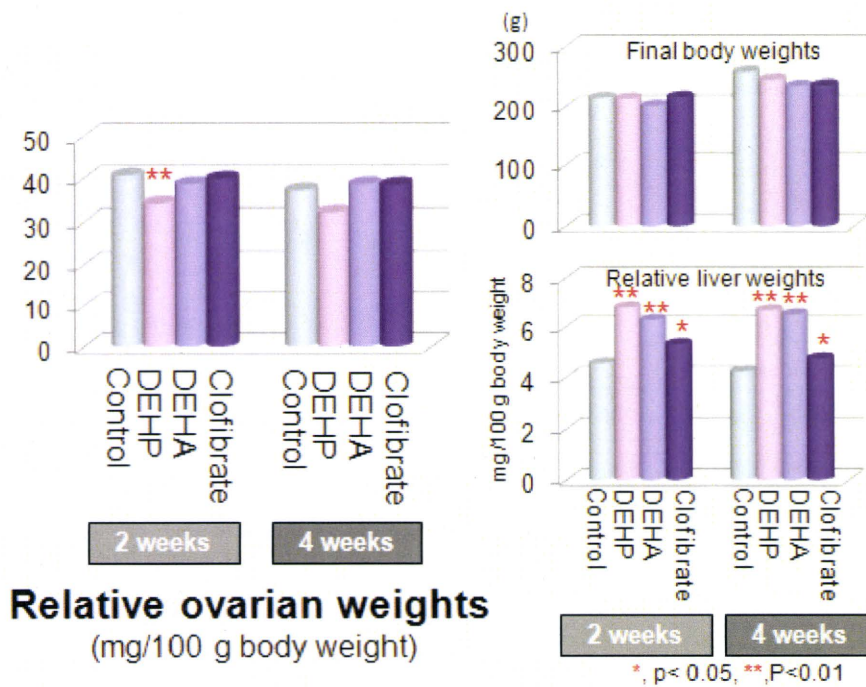 50
40
30
20
10
0
**
Control
DEHP
DEHA
Clofibrate
Control
DEHP
DEHA
Clofibrate
2 weeks
4 weeks
Relative ovarian weights
(mg/100 g body weight)
(g)
300
200
100
0
Final body weights
mg/100 g body weight
8
6
4
2
0
Relative liver weights
** ** * ** ** *
Control
DEHP
DEHA
Clofibrate
Control
DEHP
DEHA
Clofibrate
2 weeks
4 weeks
*, p< 0.05, **,P<0.01